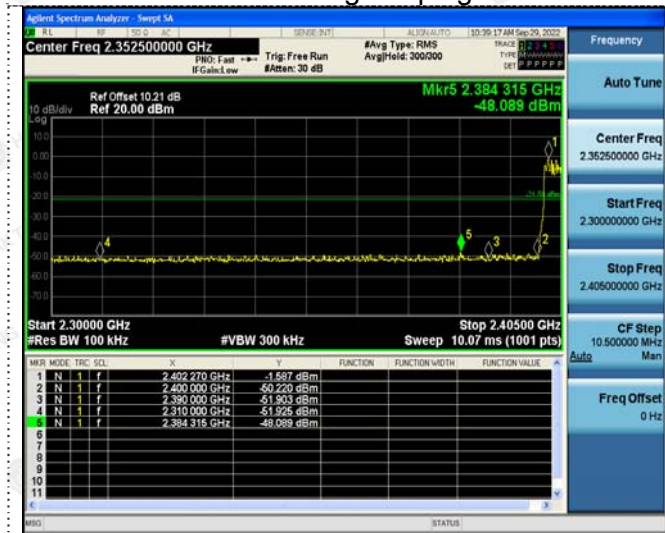 Agilent Spectrum Analyzer - Swept SA
RL RF 50 Ω AC SENSE:INT ALIGNAUTO 10:39:17 AM Sep 29, 2022
Center Freq 2.352500000 GHz
PNO: Fast
IFGain:Low
Trig: Free Run
#Atten: 30 dB
#Avg Type: RMS
Avg|Hold: 300/300
TRACE 1 2 3 4 5 6
TYPE
DET P P P P P P
Frequency
Mkr5 2.384 315 GHz
-48.089 dBm
Ref Offset 10.21 dB
10 dB/div Ref 20.00 dBm
Log
10.0
0.00
-10.0
-20.0
-30.0
-40.0
-50.0
-60.0
-70.0
1
2
3
4
5
Start 2.30000 GHz Stop 2.40500 GHz
#Res BW 100 kHz #VBW 300 kHz Sweep 10.07 ms (1001 pts)
MKR MODE TRC SCL X Y FUNCTION FUNCTION WIDTH FUNCTION VALUE
1 N 1 f 2.402 270 GHz -1.587 dBm
2 N 1 f 2.400 000 GHz -50.220 dBm
3 N 1 f 2.390 000 GHz -51.903 dBm
4 N 1 f 2.310 000 GHz -51.925 dBm
5 N 1 f 2.384 315 GHz -48.089 dBm
6
7
8
9
10
11
MSG STATUS
Auto Tune
Center Freq
2.352500000 GHz
Start Freq
2.300000000 GHz
Stop Freq
2.405000000 GHz
CF Step
10.500000 MHz
Auto Man
Freq Offset
0 Hz